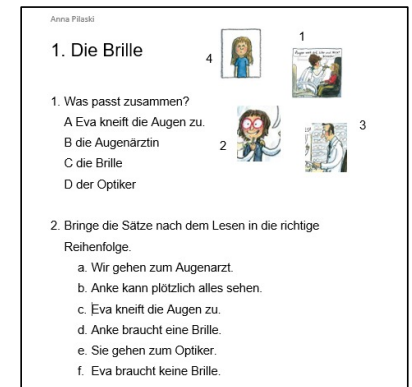 Anna Pilaski
1. Die Brille
4
1
2
3
1. Was passt zusammen?
A Eva kneift die Augen zu.
B die Augenärztin
C die Brille
D der Optiker
2. Bringe die Sätze nach dem Lesen in die richtige
Reihenfolge.
a. Wir gehen zum Augenarzt.
b. Anke kann plötzlich alles sehen.
c. Eva kneift die Augen zu.
d. Anke braucht eine Brille.
e. Sie gehen zum Optiker.
f. Eva braucht keine Brille.